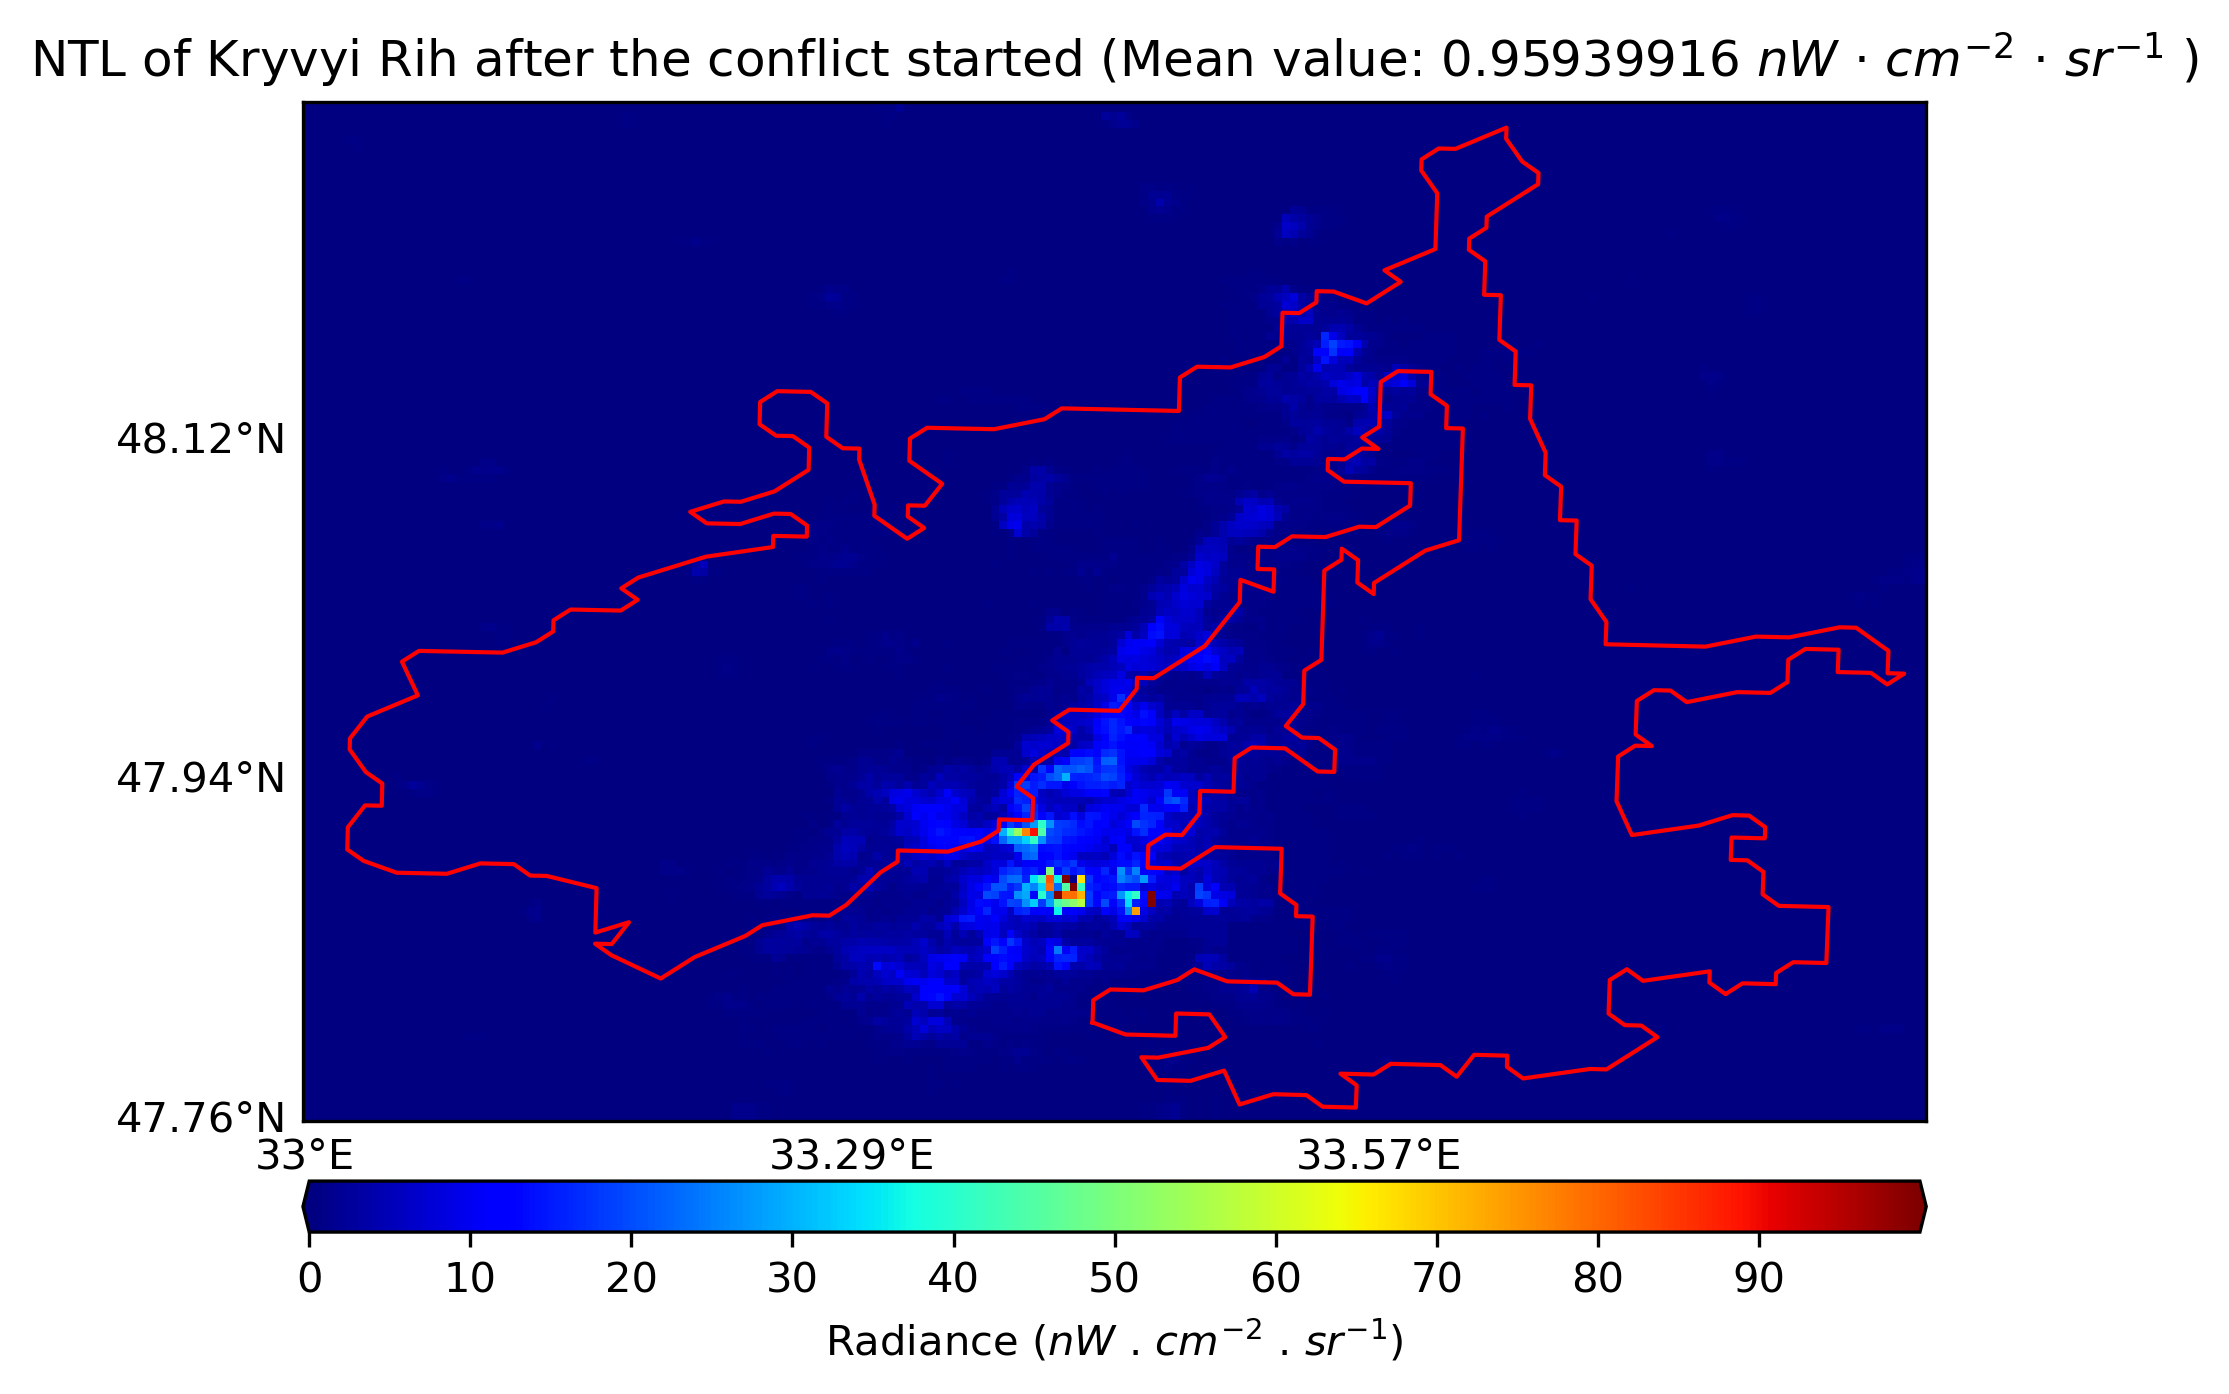 NTL of Kryvyi Rih after the conflict started (Mean value: 0.95939916 nW · cm⁻² · sr⁻¹ )
48.12°N
47.94°N
47.76°N
33°E 33.29°E 33.57°E
0 10 20 30 40 50 60 70 80 90
Radiance (nW . cm⁻² . sr⁻¹)